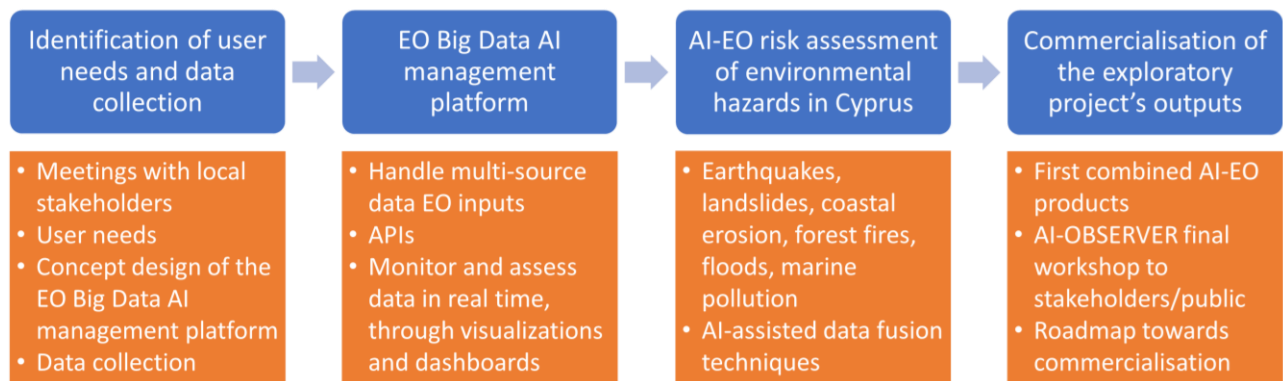 Identification of user
needs and data
collection
EO Big Data AI
management
platform
AI-EO risk assessment
of environmental
hazards in Cyprus
Commercialisation of
the exploratory
project's outputs
• Meetings with local
stakeholders
• User needs
• Concept design of the
EO Big Data AI
management platform
• Data collection
• Handle multi-source
data EO inputs
• APIs
• Monitor and assess
data in real time,
through visualizations
and dashboards
• Earthquakes,
landslides, coastal
erosion, forest fires,
floods, marine
pollution
• AI-assisted data fusion
techniques
• First combined AI-EO
products
• AI-OBSERVER final
workshop to
stakeholders/public
• Roadmap towards
commercialisation